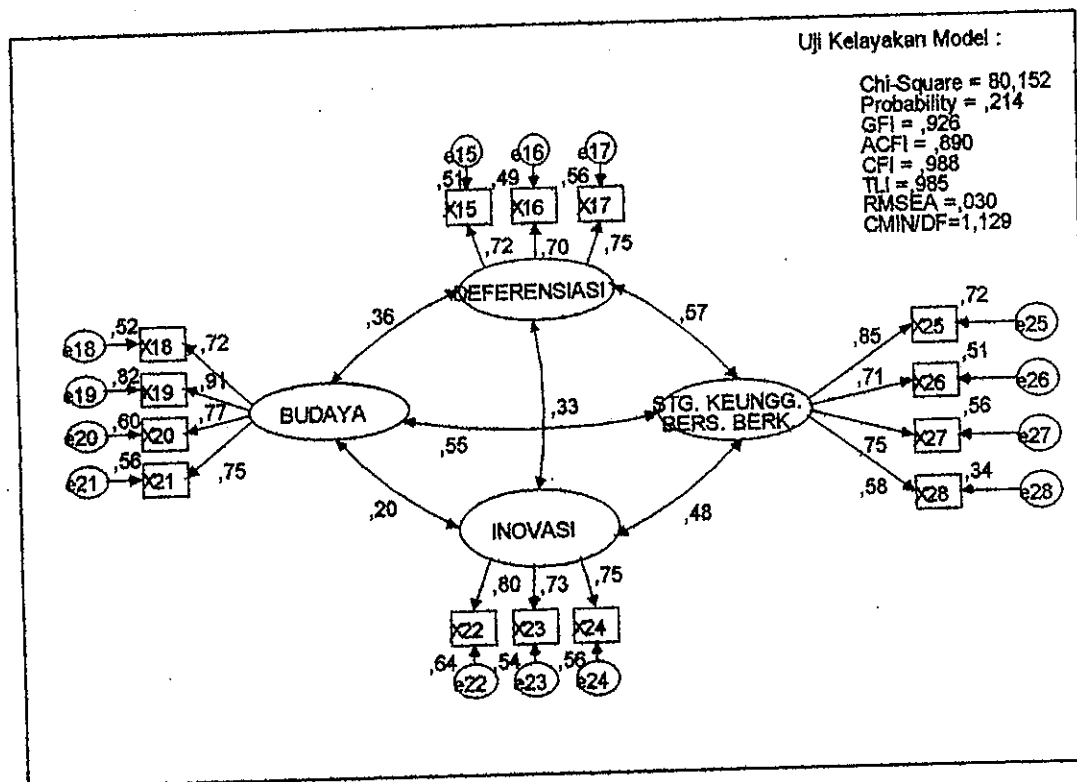 Uji Kelayakan Model :
Chi-Square = 80,152
Probability = ,214
GFI = ,926
ACFI = ,890
CFI = ,988
TLI = ,985
RMSEA = ,030
CMIN/DF=1,129
e15 e16 e17
,51 ,49 ,56
X15 X16 X17
,72 ,70 ,75
DEFERENSIASI
,36 ,57
e18 ,52 X18 ,72
e19 ,82 X19 ,91
e20 ,60 X20 ,77
e21 ,56 X21 ,75
BUDAYA
,33
,55
STG. KEUNGG.
BERS. BERK
,85 X25 ,72 e25
,71 X26 ,51 e26
,75 X27 ,56 e27
,58 X28 ,34 e28
,20 ,48
INOVASI
,80 ,73 ,75
X22 X23 X24
,64 ,54 ,56
e22 e23 e24